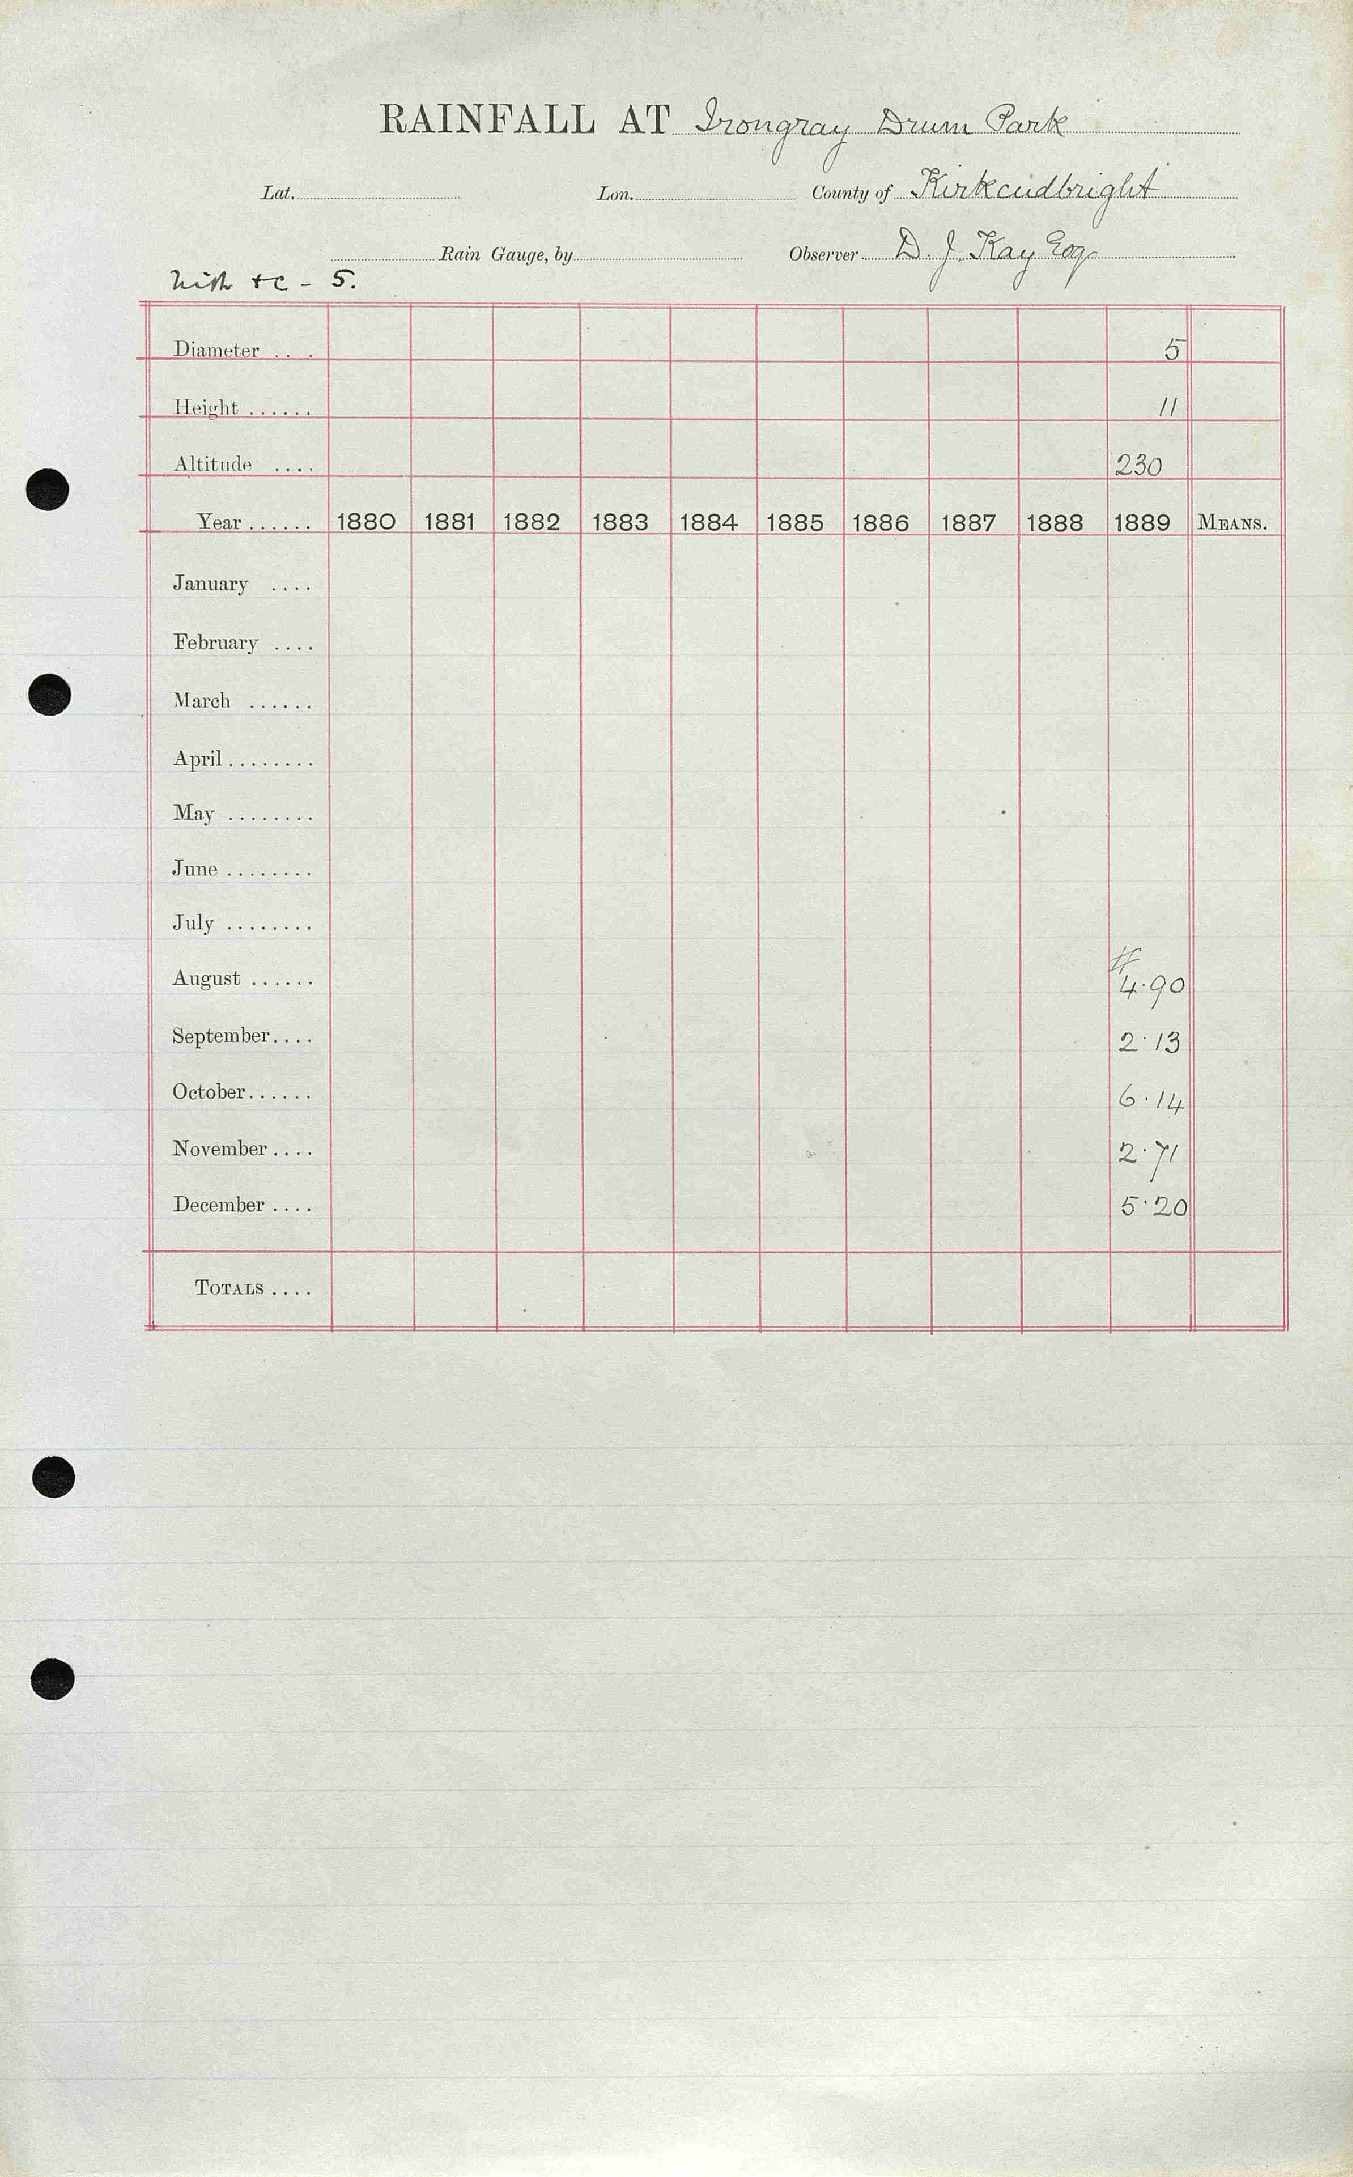 RAINFALL AT Irongray Drum Park
Lat. Lon. County of Kirkcudbright
Rain Gauge, by Observer D. J. Kay Esq
&c - 5.
Diameter .... 5
Height ...... 11
Altitude .... 230
Year ...... 1880 1881 1882 1883 1884 1885 1886 1887 1888 1889 MEANS.
January ....
February ....
March ......
April ........
May ........
June ........
July ........
#
August ...... 4.90
September.... 2.13
October...... 6.14
November .... 2.71
December .... 5.20
TOTALS ....